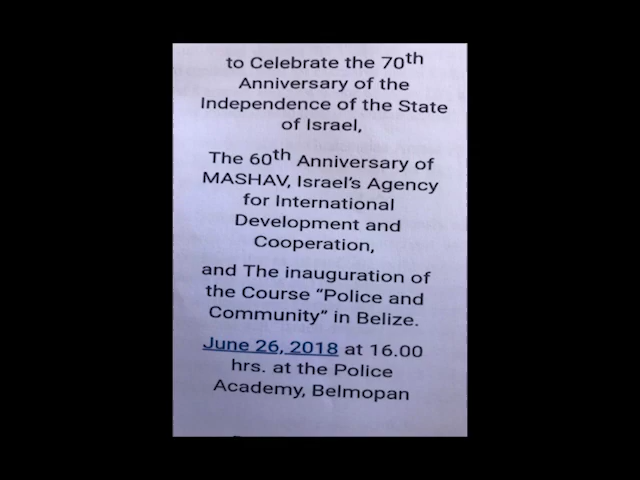 to Celebrate the 70th
Anniversary of the
Independence of the State
of Israel,
The 60th Anniversary of
MASHAV, Israel's Agency
for International
Development and
Cooperation,
and The inauguration of
the Course “Police and
Community” in Belize.
June 26, 2018 at 16.00
hrs. at the Police
Academy, Belmopan